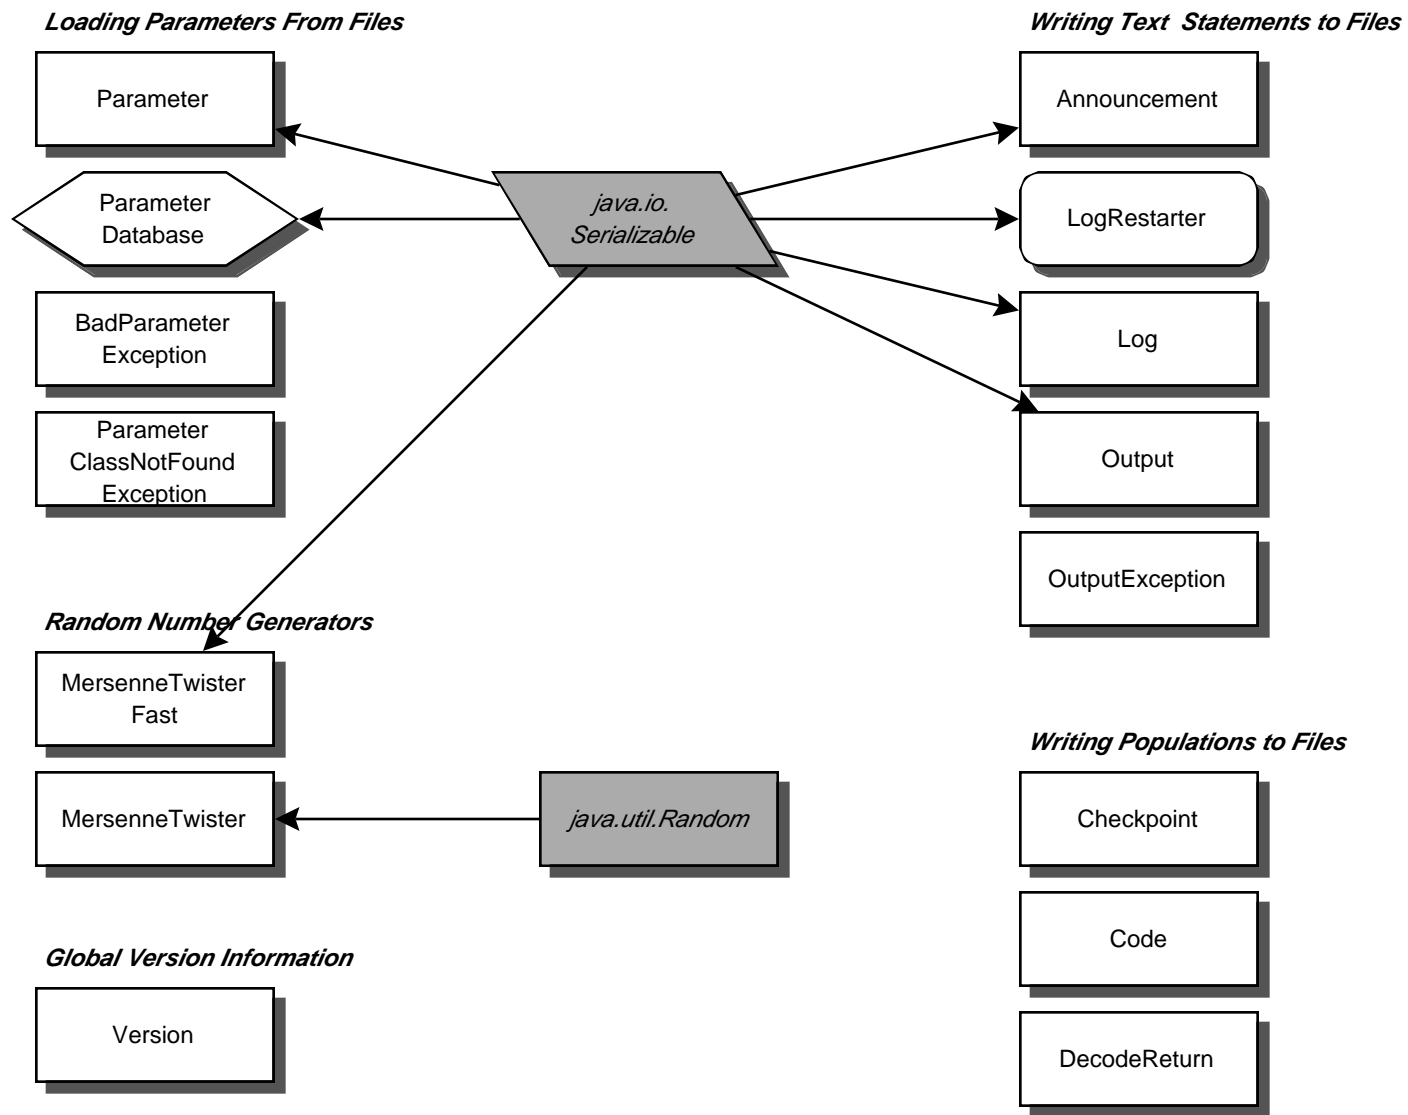 Loading Parameters From Files
Parameter
Parameter
Database
BadParameter
Exception
Parameter
ClassNotFound
Exception
java.io.
Serializable
Writing Text  Statements to Files
Announcement
LogRestarter
Log
Output
OutputException
Random Number Generators
MersenneTwister
Fast
MersenneTwister
java.util.Random
Writing Populations to Files
Checkpoint
Code
DecodeReturn
Global Version Information
Version